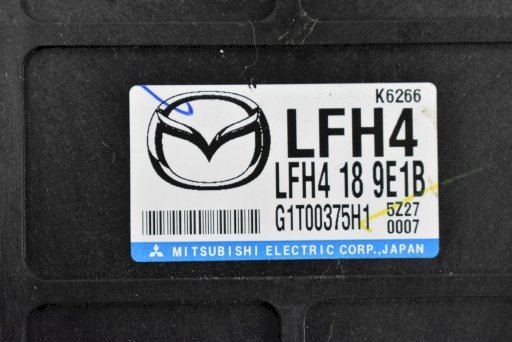 K6266
LFH4
LFH4 18 9E1B
G1T00375H1 5Z27
0007
MITSUBISHI ELECTRIC CORP., JAPAN